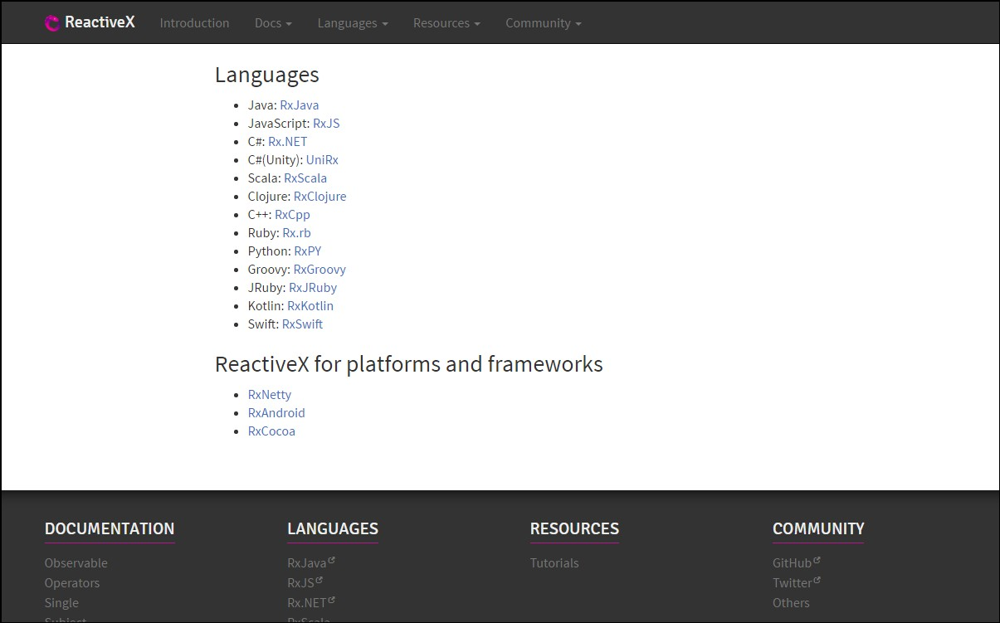 ReactiveX Introduction Docs Languages Resources Community
Languages
Java: RxJava
JavaScript: RxJS
C#: Rx.NET
C#(Unity): UniRx
Scala: RxScala
Clojure: RxClojure
C++: RxCpp
Ruby: Rx.rb
Python: RxPY
Groovy: RxGroovy
JRuby: RxJRuby
Kotlin: RxKotlin
Swift: RxSwift
ReactiveX for platforms and frameworks
RxNetty
RxAndroid
RxCocoa
DOCUMENTATION
Observable
Operators
Single
Subject
LANGUAGES
RxJava
RxJS
Rx.NET
RxScala
RESOURCES
Tutorials
COMMUNITY
GitHub
Twitter
Others